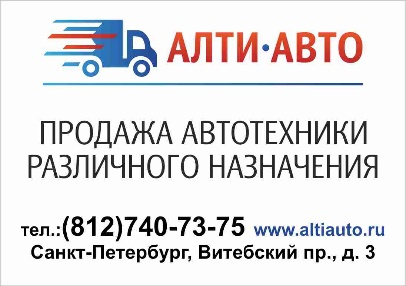 АЛТИ·АВТО
ПРОДАЖА АВТОТЕХНИКИ
РАЗЛИЧНОГО НАЗНАЧЕНИЯ
тел.:(812)740-73-75 www.altiauto.ru
Санкт-Петербург, Витебский пр., д. 3